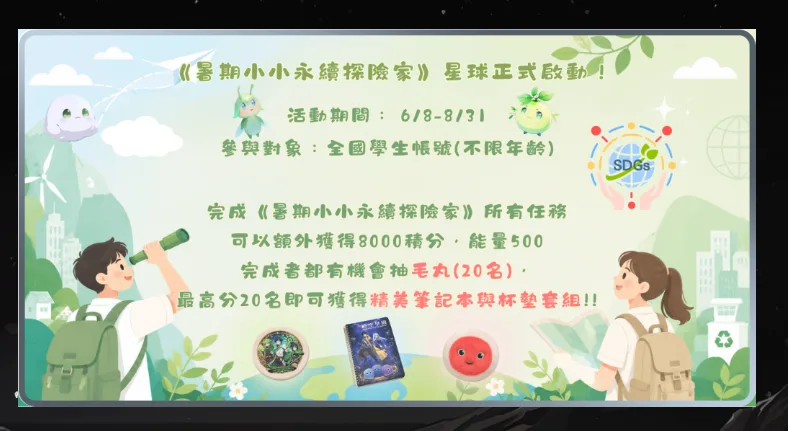 《暑期小小永續探險家》星球正式啟動！
活動期間： 6/8-8/31
參與對象：全國學生帳號(不限年齡)
SDGs
完成《暑期小小永續探險家》所有任務
可以額外獲得8000積分，能量500
完成者都有機會抽毛丸(20名)，
最高分20名即可獲得精美筆記本與杯墊套組!!